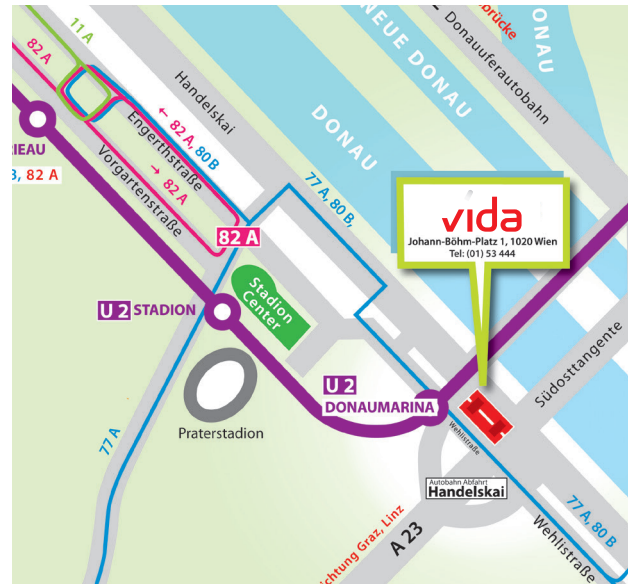 11 A
82 A
Handelskai
NEUE DONAU
DONAU
brücke
Donauuferautobahn
DONAU
← 82 A, 80 B
Engerthstraße
Vorgartenstraße
→ 82 A
RIEAU
B, 82 A
77 A, 80 B,
82 A
vida
Johann-Böhm-Platz 1, 1020 Wien
Tel: (01) 53 444
Stadion
Center
U 2 STADION
U 2
DONAUMARINA
Südosttangente
Praterstadion
77 A
Wehlistraße
Autobahn Abfahrt
Handelskai
77 A, 80 B
Wehlistraße
A 23
ichtung Graz, Linz